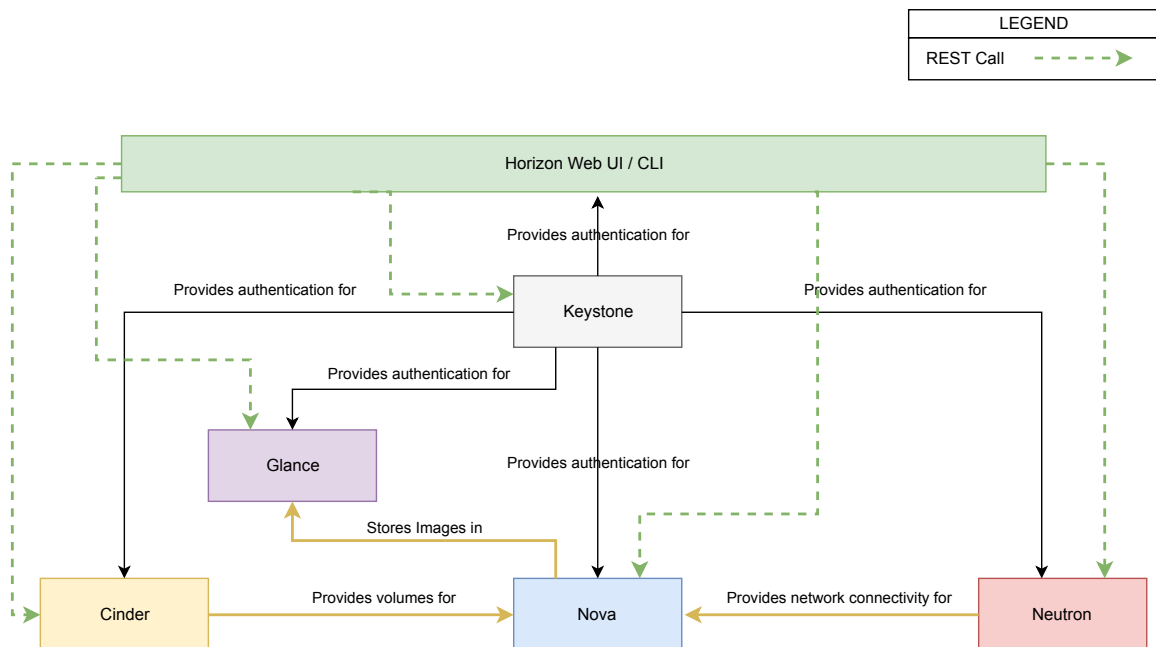 LEGEND
REST Call
Horizon Web UI / CLI
Provides authentication for
Provides authentication for
Provides authentication for
Keystone
Provides authentication for
Glance
Provides authentication for
Stores Images in
Cinder
Provides volumes for
Nova
Provides network connectivity for
Neutron